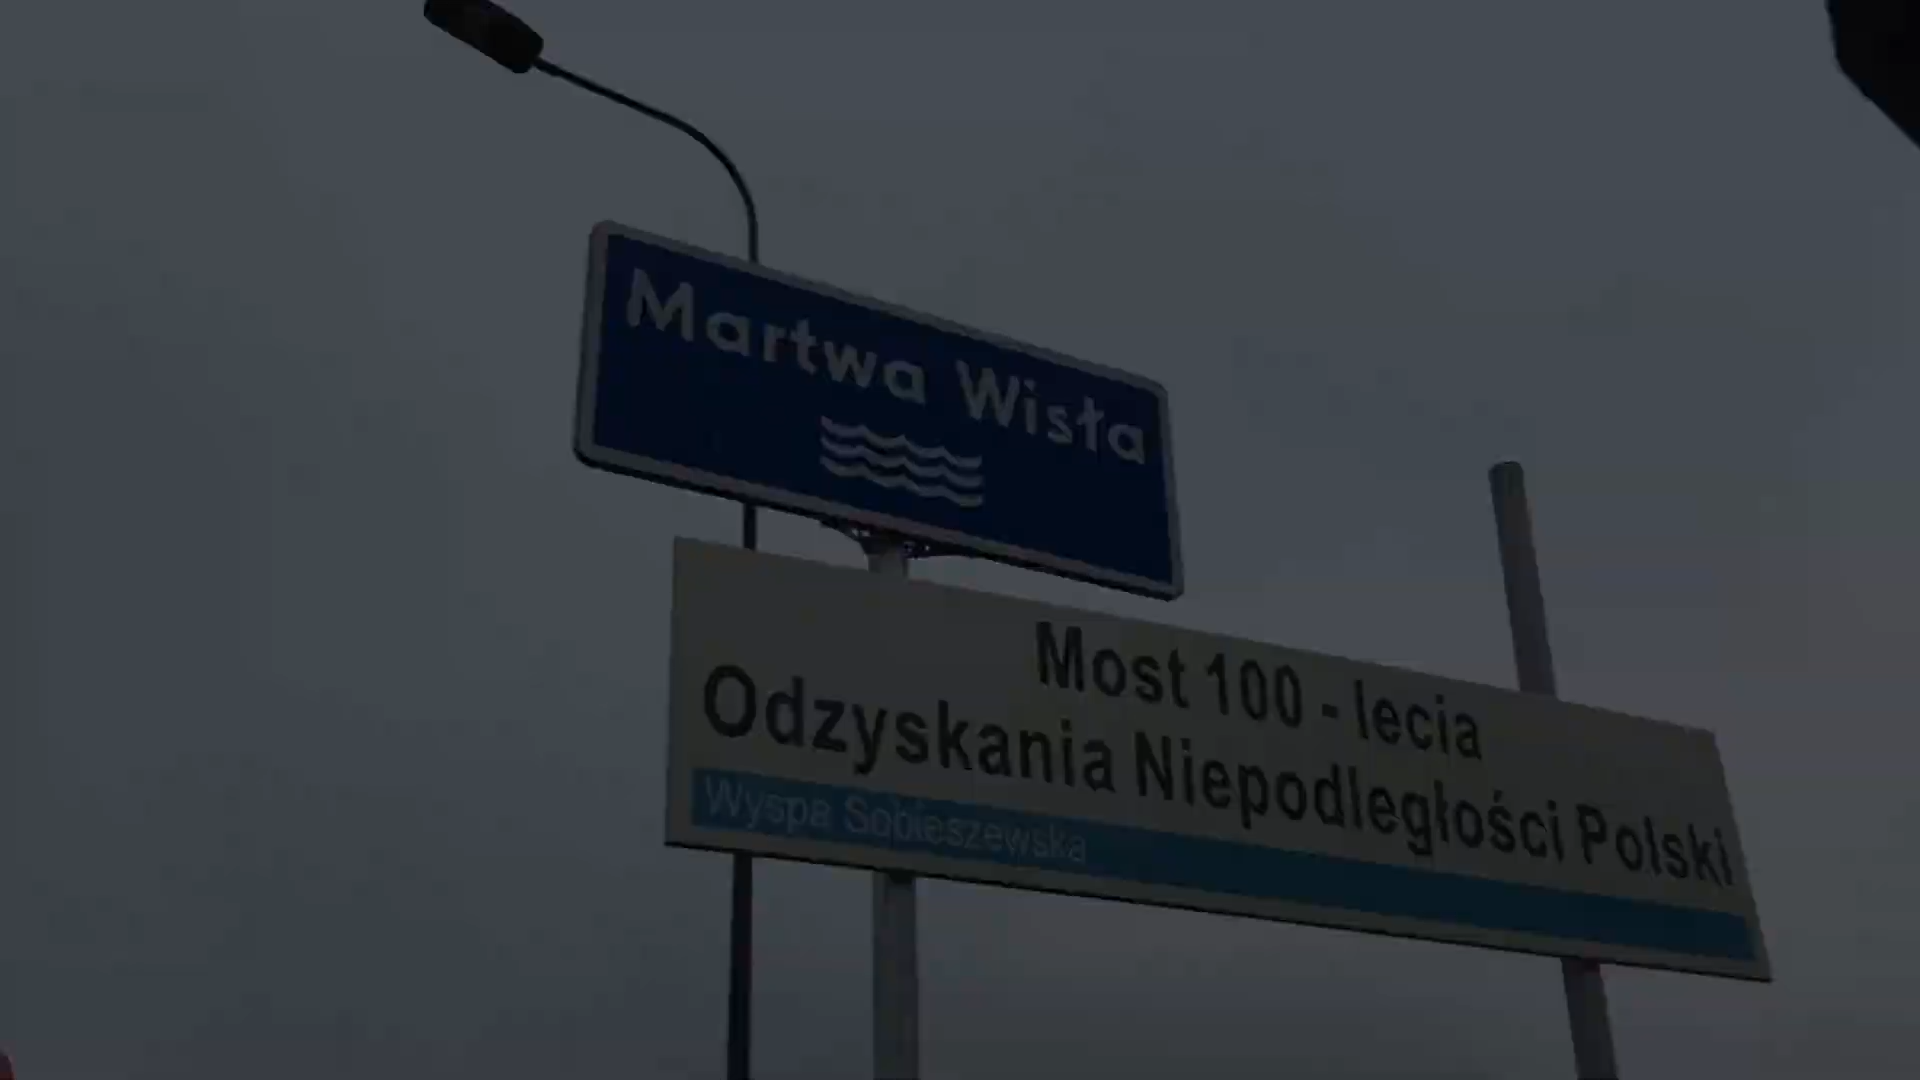 Martwa Wisła
Most 100 - lecia
Odzyskania Niepodległości Polski
Wyspa Sobieszewska